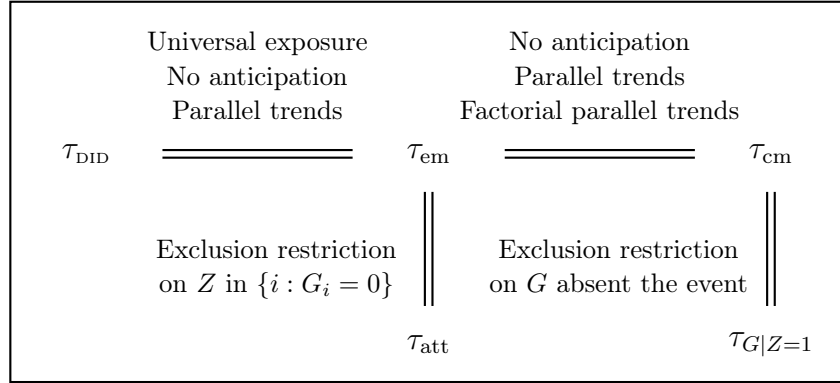 Universal exposure
No anticipation
Parallel trends
No anticipation
Parallel trends
Factorial parallel trends
τ_DID ═══ τ_em ═══ τ_cm
Exclusion restriction
on Z in {i : G_i = 0}
Exclusion restriction
on G absent the event
τ_att
τ_{G|Z=1}